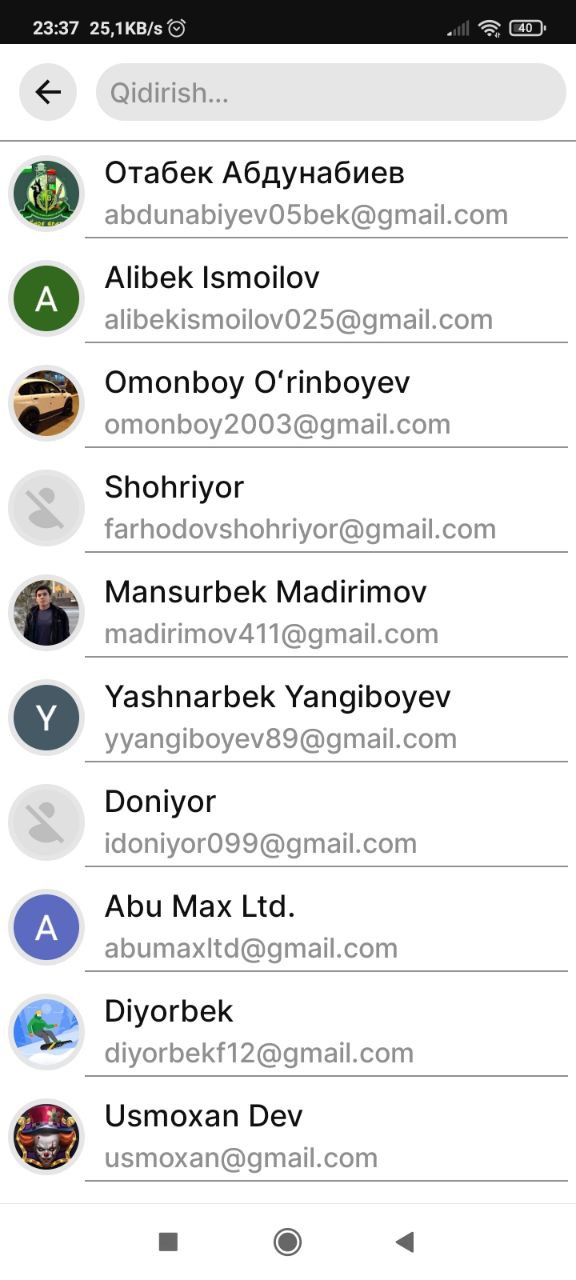 23:37 25,1KB/s 40
Qidirish...
Отабек Абдунабиев
abdunabiyev05bek@gmail.com
A
Alibek Ismoilov
alibekismoilov025@gmail.com
Omonboy Oʻrinboyev
omonboy2003@gmail.com
Shohriyor
farhodovshohriyor@gmail.com
Mansurbek Madirimov
madirimov411@gmail.com
Y
Yashnarbek Yangiboyev
yyangiboyev89@gmail.com
Doniyor
idoniyor099@gmail.com
A
Abu Max Ltd.
abumaxltd@gmail.com
Diyorbek
diyorbekf12@gmail.com
Usmoxan Dev
usmoxan@gmail.com